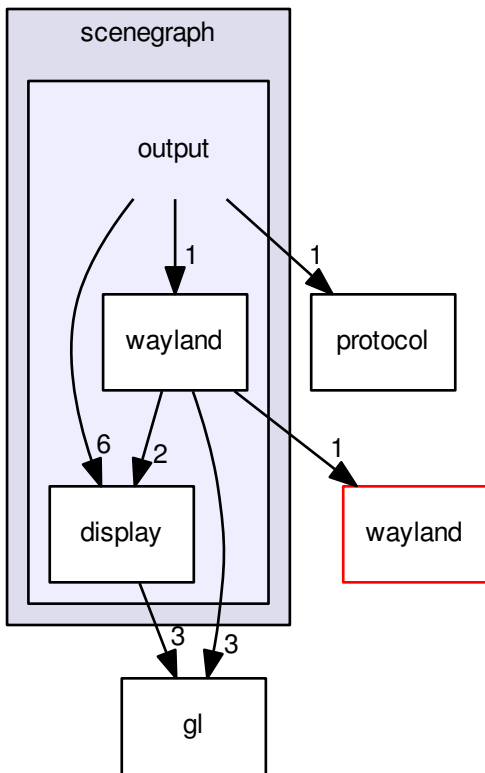 scenegraph
output
1
1
wayland
protocol
6
2
1
display
wayland
3
3
gl